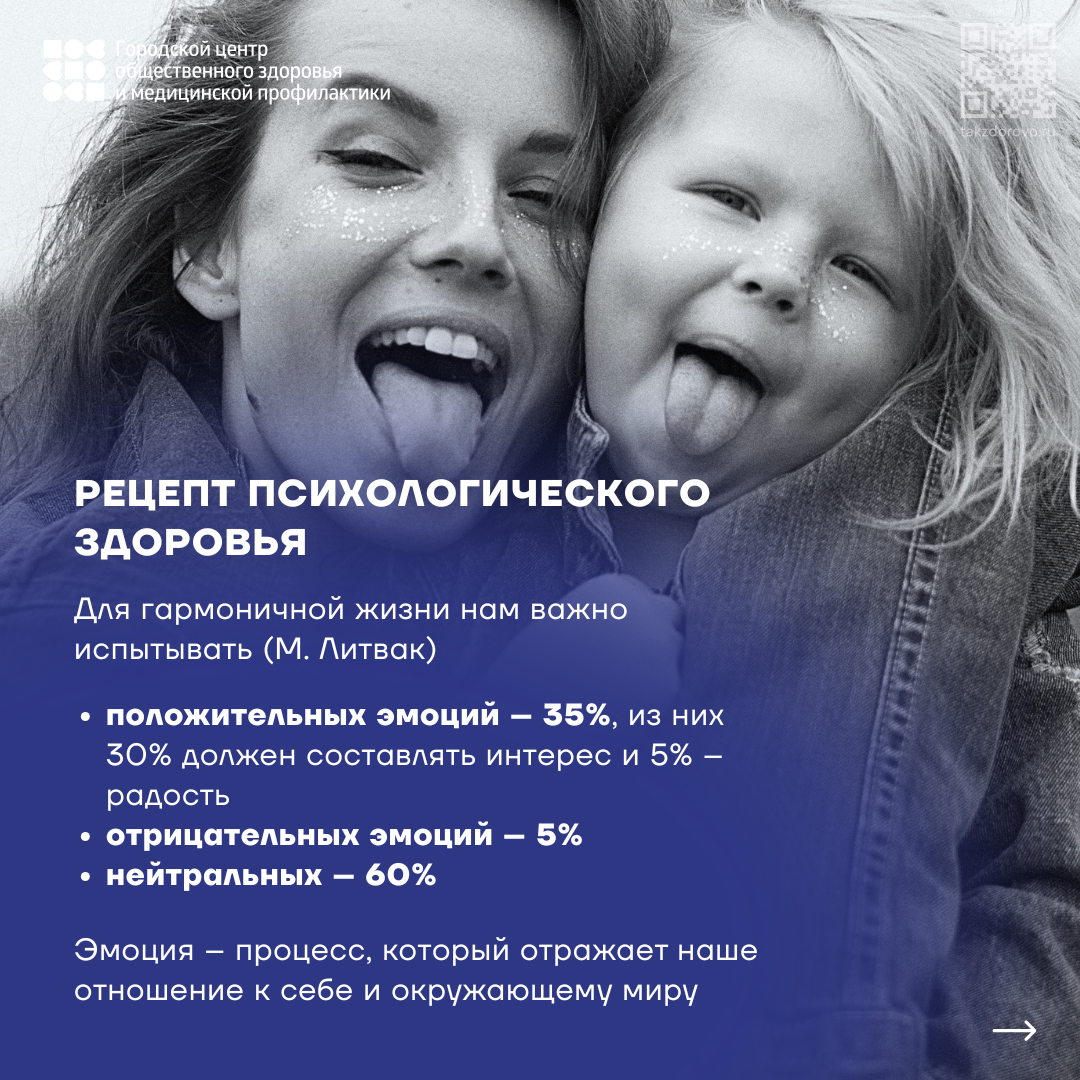 Городской центр
общественного здоровья
и медицинской профилактики
takzdorovo.ru
РЕЦЕПТ ПСИХОЛОГИЧЕСКОГО
ЗДОРОВЬЯ
Для гармоничной жизни нам важно
испытывать (М. Литвак)
• положительных эмоций – 35%, из них
30% должен составлять интерес и 5% –
радость
• отрицательных эмоций – 5%
• нейтральных – 60%
Эмоция – процесс, который отражает наше
отношение к себе и окружающему миру